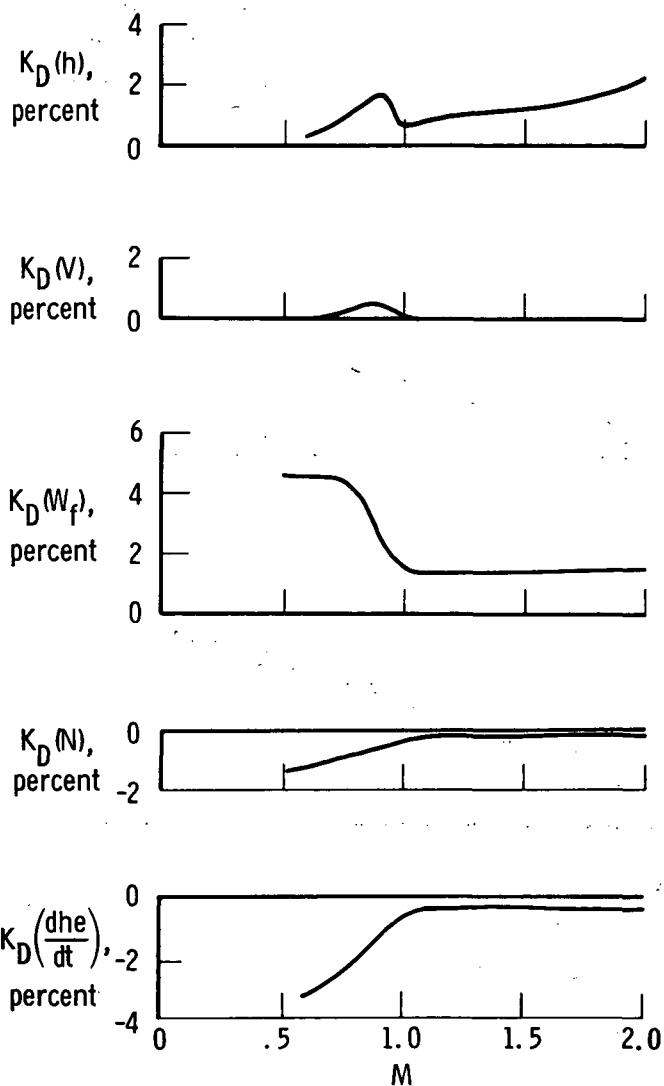 4
K_D(h), 2
percent
0
2
K_D(V),
percent 0
6
K_D(W_f), 4
percent
2
0
K_D(N), 0
percent
-2
0
K_D(dhe/dt), -2
percent
-4
0 .5 1.0 1.5 2.0
M